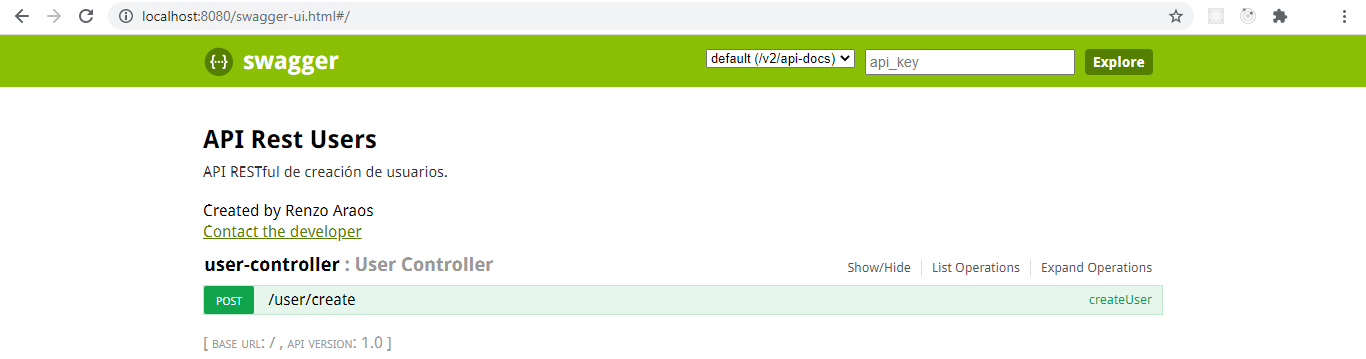 localhost:8080/swagger-ui.html#/
{··} swagger default (/v2/api-docs) api_key Explore
API Rest Users
API RESTful de creación de usuarios.
Created by Renzo Araos
Contact the developer
user-controller : User Controller Show/Hide List Operations Expand Operations
POST /user/create createUser
[ BASE URL: / , API VERSION: 1.0 ]